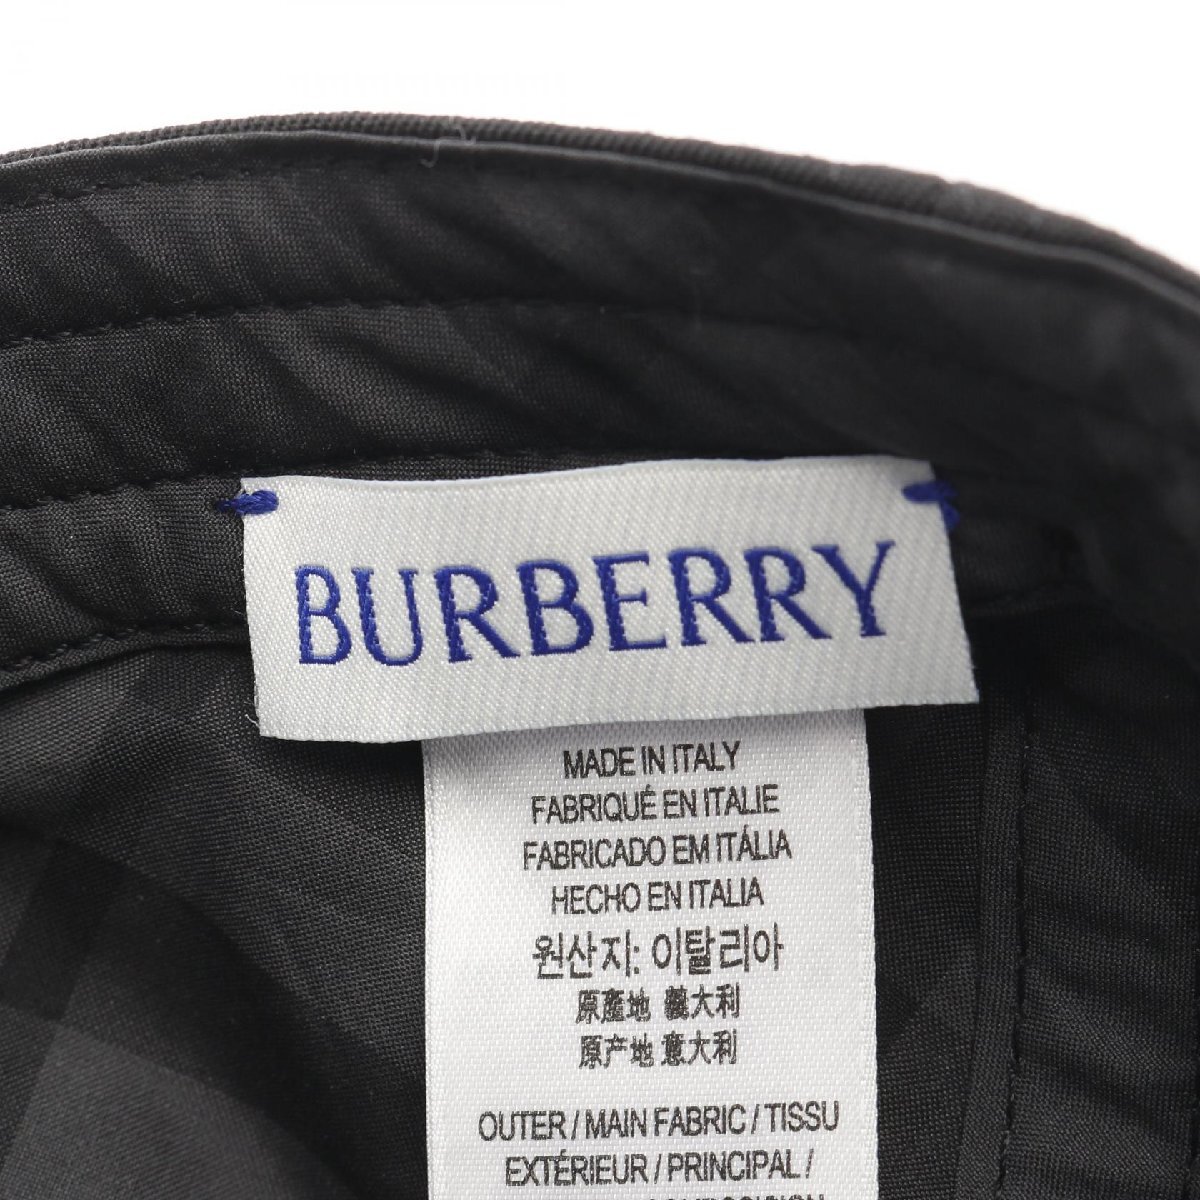 BURBERRY
MADE IN ITALY
FABRIQUÉ EN ITALIE
FABRICADO EM ITÁLIA
HECHO EN ITALIA
원산지: 이탈리아
原產地 義大利
原产地 意大利
OUTER / MAIN FABRIC / TISSU
EXTÉRIEUR / PRINCIPAL /